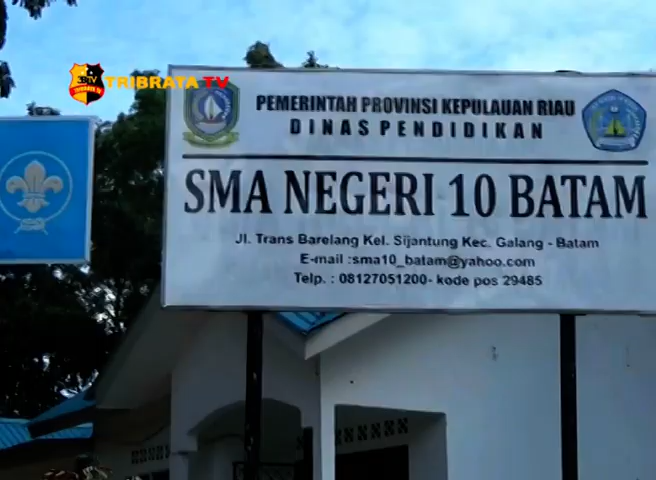 TRIBRATA TV
PEMERINTAH PROVINSI KEPULAUAN RIAU
DINAS PENDIDIKAN
SMA NEGERI 10 BATAM
Jl. Trans Barelang Kel. Sijantung Kec. Galang - Batam
E-mail :sma10_batam@yahoo.com
Telp. : 08127051200- kode pos 29485